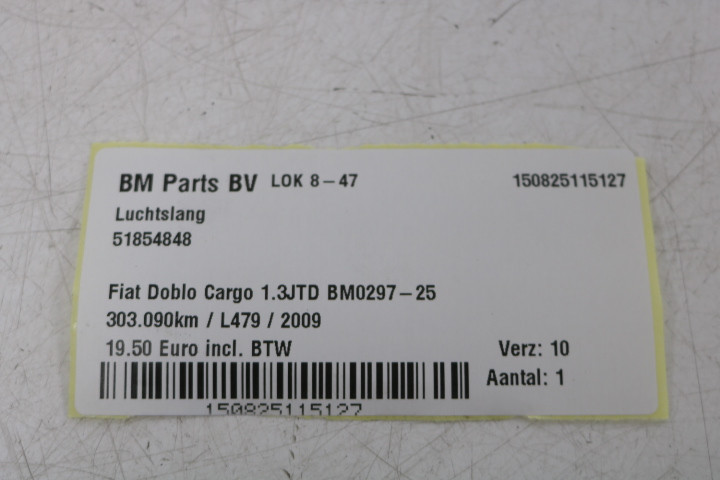 BM Parts BV LOK 8-47 150825115127
Luchtslang
51854848
Fiat Doblo Cargo 1.3JTD BM0297-25
303.090km / L479 / 2009
19.50 Euro incl. BTW Verz: 10
Aantal: 1
150825115127